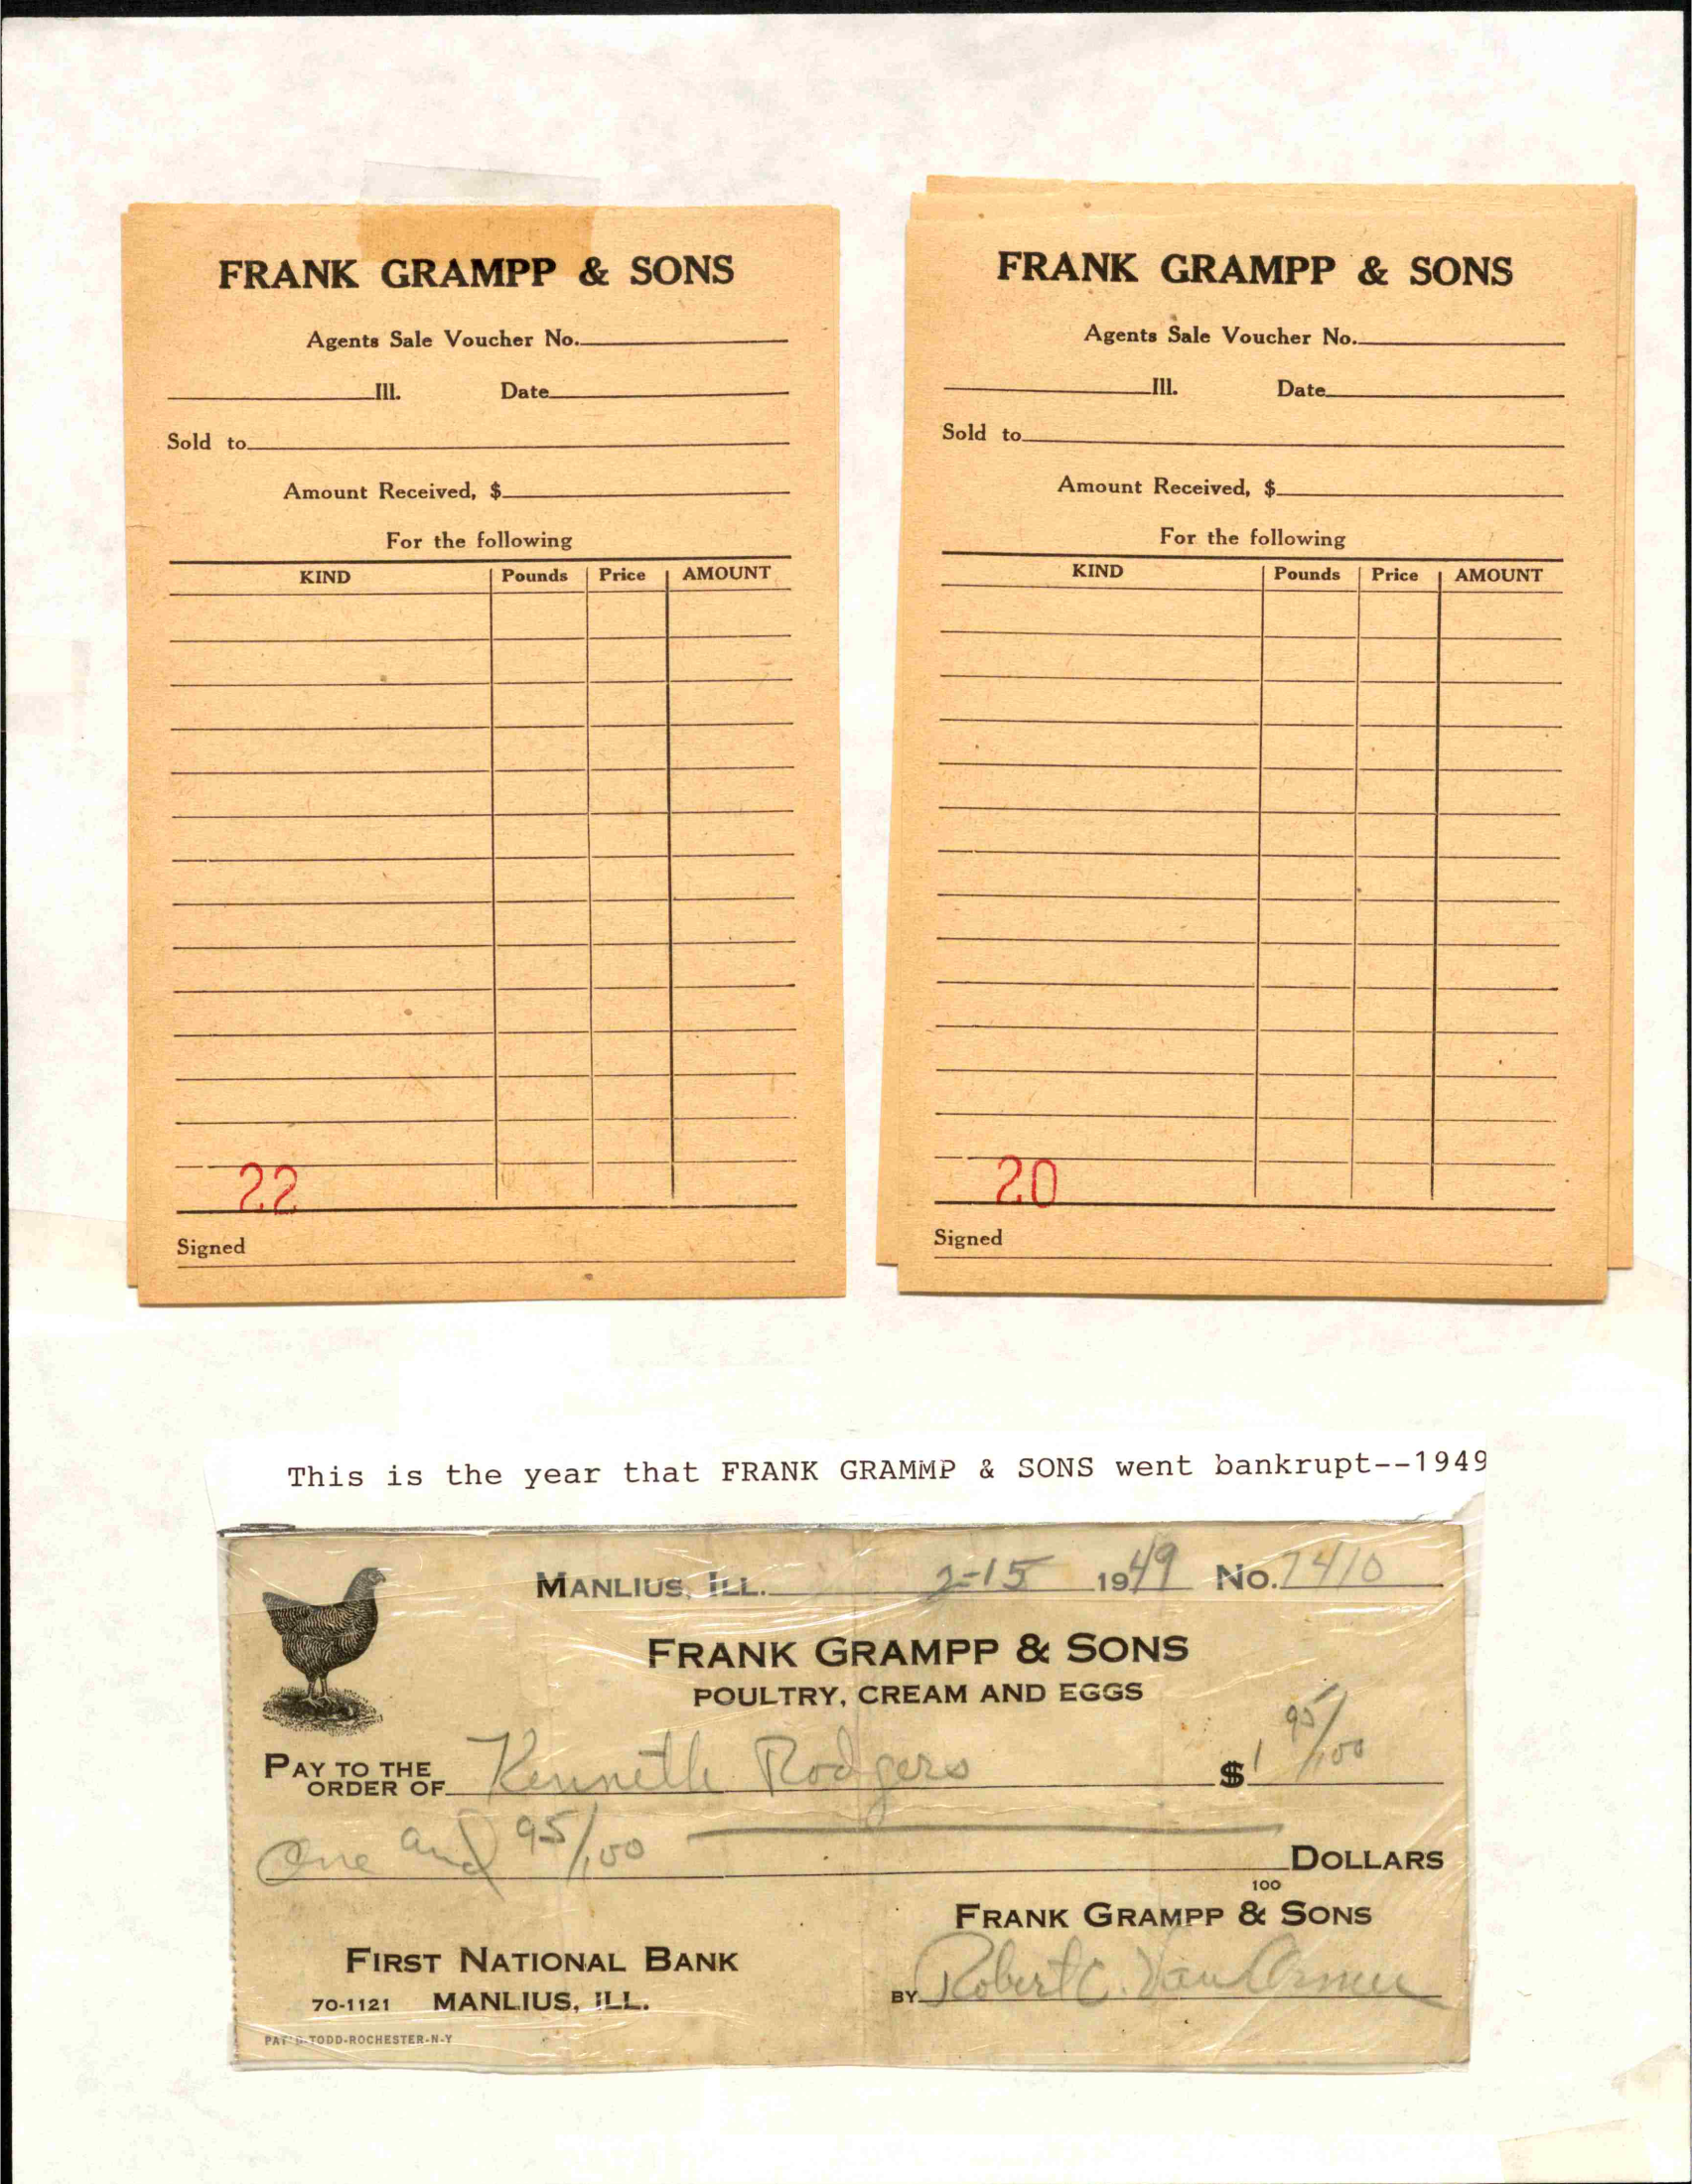 FRANK GRAMPP & SONS
Agents Sale Voucher No.
Ill. Date
Sold to
Amount Received, $
For the following
KIND Pounds Price AMOUNT
22
Signed
FRANK GRAMPP & SONS
Agents Sale Voucher No.
Ill. Date
Sold to
Amount Received, $
For the following
KIND Pounds Price AMOUNT
20
Signed
This is the year that FRANK GRAMMP & SONS went bankrupt--1949
MANLIUS, ILL. 2-15 1949 No. 7410
FRANK GRAMPP & SONS
POULTRY, CREAM AND EGGS
PAY TO THE
ORDER OF Kenneth Rodgers $1 95/100
One and 95/100
DOLLARS
100
FRANK GRAMPP & SONS
FIRST NATIONAL BANK
BY Robert C. Van
70-1121 MANLIUS, ILL.
TODD-ROCHESTER-N-Y